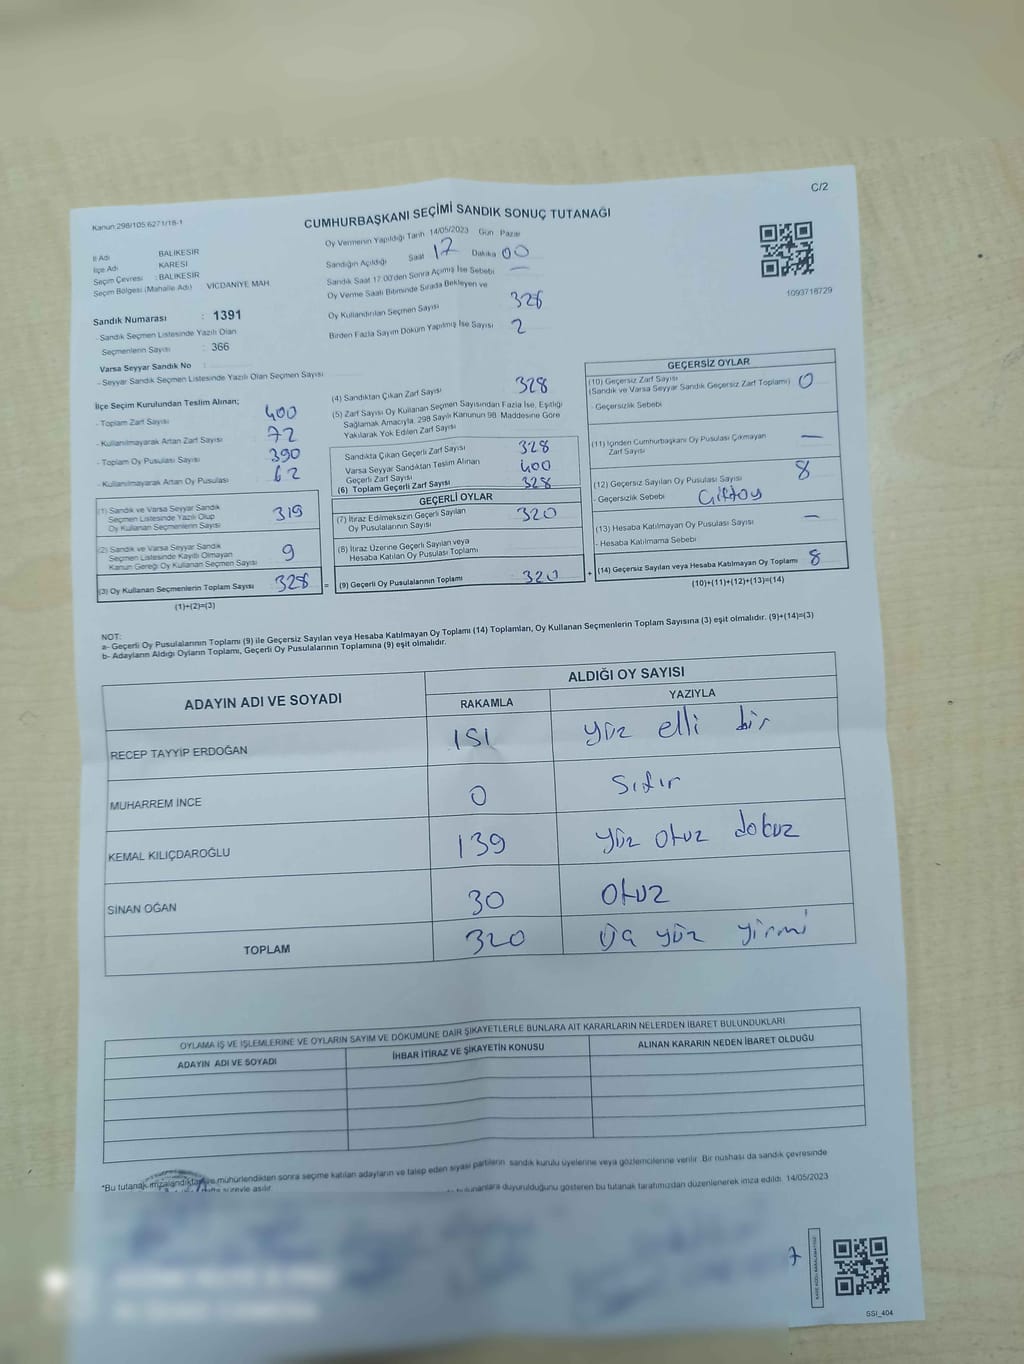 C/2
Kanun:298/105,6271/18-1
CUMHURBAŞKANI SEÇİMİ SANDIK SONUÇ TUTANAĞI
İl Adı BALIKESİR
İlçe Adı KARESİ
Seçim Çevresi : BALIKESİR
Seçim Bölgesi (Mahalle Adı) VİCDANİYE MAH.
Sandık Numarası : 1391
- Sandık Seçmen Listesinde Yazılı Olan
Seçmenlerin Sayısı : 366
Varsa Seyyar Sandık No :
- Seyyar Sandık Seçmen Listesinde Yazılı Olan Seçmen Sayısı
Oy Vermenin Yapıldığı Tarih 14/05/2023 Gün Pazar
Sandığın Açıldığı Saat 17 Dakika 00
Sandık Saat 17:00'den Sonra Açılmış İse Sebebi —
Oy Verme Saati Bitiminde Sırada Bekleyen ve
Oy Kullandırılan Seçmen Sayısı 328
Birden Fazla Sayım Döküm Yapılmış İse Sayısı 2
1093718729
İlçe Seçim Kurulundan Teslim Alınan;
- Toplam Zarf Sayısı 400
- Kullanılmayarak Artan Zarf Sayısı 72
- Toplam Oy Pusulası Sayısı 390
- Kullanılmayarak Artan Oy Pusulası 62
(1) Sandık ve Varsa Seyyar Sandık
Seçmen Listesinde Yazılı Olup
Oy Kullanan Seçmenlerin Sayısı 319
(2) Sandık ve Varsa Seyyar Sandık
Seçmen Listesinde Kayıtlı Olmayan
Kanun Gereği Oy Kullanan Seçmen Sayısı 9
(3) Oy Kullanan Seçmenlerin Toplam Sayısı 328
(1)+(2)=(3)
(4) Sandıktan Çıkan Zarf Sayısı 328
(5) Zarf Sayısı Oy Kullanan Seçmen Sayısından Fazla İse, Eşitliği
Sağlamak Amacıyla, 298 Sayılı Kanunun 98. Maddesine Göre
Yakılarak Yok Edilen Zarf Sayısı
Sandıkta Çıkan Geçerli Zarf Sayısı 328
Varsa Seyyar Sandıktan Teslim Alınan
Geçerli Zarf Sayısı 400
(6) Toplam Geçerli Zarf Sayısı 328
GEÇERLİ OYLAR
(7) İtiraz Edilmeksizin Geçerli Sayılan
Oy Pusulalarının Sayısı 320
(8) İtiraz Üzerine Geçerli Sayılan veya
Hesaba Katılan Oy Pusulası Toplamı
= (9) Geçerli Oy Pusulalarının Toplamı 320 +
GEÇERSİZ OYLAR
(10) Geçersiz Zarf Sayısı
(Sandık ve Varsa Seyyar Sandık Geçersiz Zarf Toplamı) 0
- Geçersizlik Sebebi
(11) İçinden Cumhurbaşkanı Oy Pusulası Çıkmayan
Zarf Sayısı —
(12) Geçersiz Sayılan Oy Pusulası Sayısı 8
- Geçersizlik Sebebi Çift oy
(13) Hesaba Katılmayan Oy Pusulası Sayısı —
- Hesaba Katılmama Sebebi
(14) Geçersiz Sayılan veya Hesaba Katılmayan Oy Toplamı 8
(10)+(11)+(12)+(13)=(14)
NOT:
a- Geçerli Oy Pusulalarının Toplamı (9) ile Geçersiz Sayılan veya Hesaba Katılmayan Oy Toplamı (14) Toplamları, Oy Kullanan Seçmenlerin Toplam Sayısına (3) eşit olmalıdır. (9)+(14)=(3)
b- Adayların Aldığı Oyların Toplamı, Geçerli Oy Pusulalarının Toplamına (9) eşit olmalıdır.
ADAYIN ADI VE SOYADI ALDIĞI OY SAYISI
RAKAMLA YAZIYLA
RECEP TAYYİP ERDOĞAN 151 yüz elli bir
MUHARREM İNCE 0 Sıfır
KEMAL KILIÇDAROĞLU 139 yüz otuz dokuz
SİNAN OĞAN 30 Otuz
TOPLAM 320 Üç yüz yirmi
OYLAMA İŞ VE İŞLEMLERİNE VE OYLARIN SAYIM VE DÖKÜMÜNE DAİR ŞİKAYETLERLE BUNLARA AİT KARARLARIN NELERDEN İBARET BULUNDUKLARI
ADAYIN ADI VE SOYADI İHBAR İTİRAZ VE ŞİKAYETİN KONUSU ALINAN KARARIN NEDEN İBARET OLDUĞU
*Bu tutanak imzalandıktan ve mühürlendikten sonra seçime katılan adayların ve talep eden siyasi partilerin sandık kurulu üyelerine veya gözlemcilerine verilir. Bir nüshası da sandık çevresinde
hafta süreyle asılır. bulunanlara duyurulduğunu gösteren bu tutanak tarafımızdan düzenlenerek imza edildi. 14/05/2023
7
SSI_404